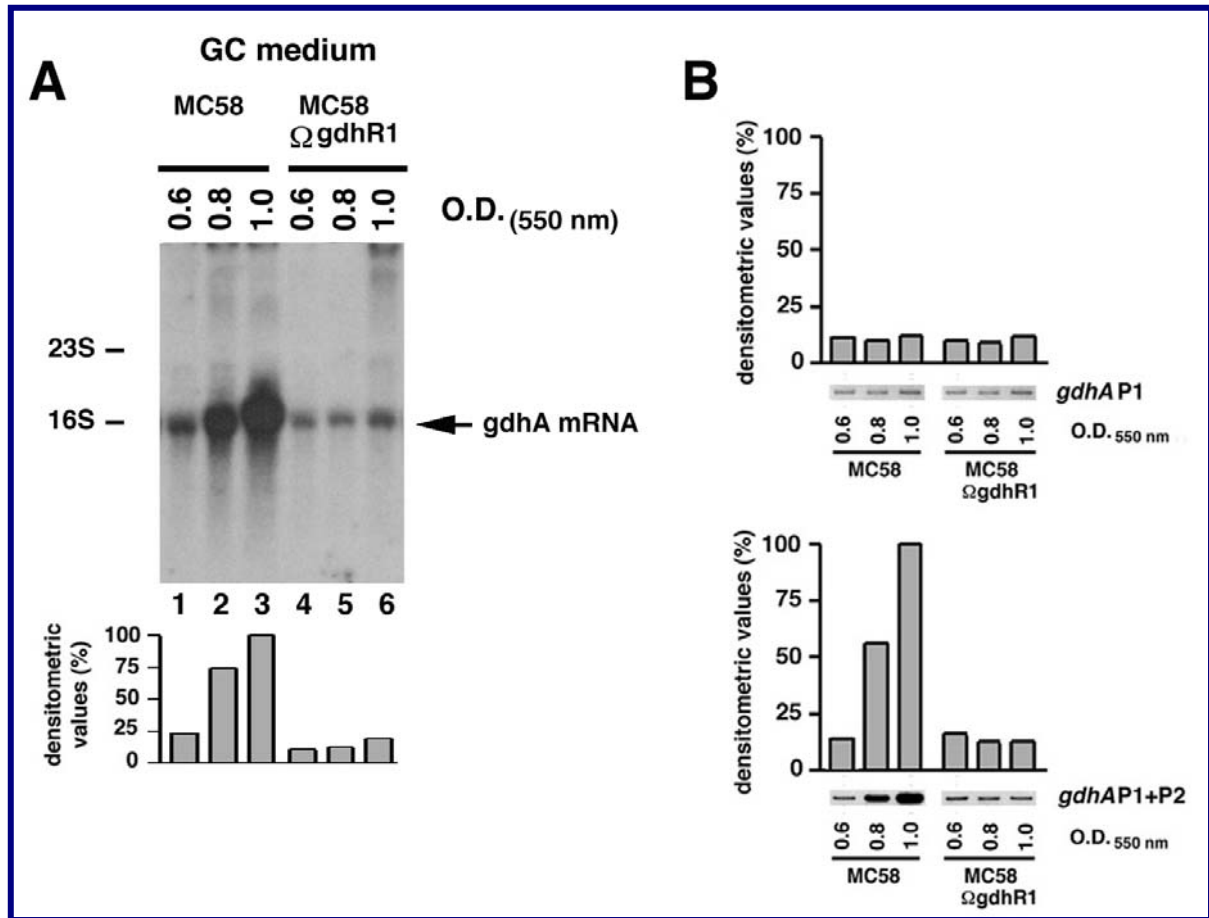 A
GC medium
MC58
MC58
Ω gdhR1
0.6 0.8 1.0 0.6 0.8 1.0
O.D. (550 nm)
23S
16S
gdhA mRNA
1 2 3 4 5 6
densitometric values (%)
100
75
50
25
0
B
densitometric values (%)
100
75
50
25
0
gdhA P1
0.6 0.8 1.0 0.6 0.8 1.0
O.D. 550 nm
MC58
MC58
ΩgdhR1
densitometric values (%)
100
75
50
25
0
gdhAP1+P2
0.6 0.8 1.0 0.6 0.8 1.0
O.D. 550 nm
MC58
MC58
ΩgdhR1